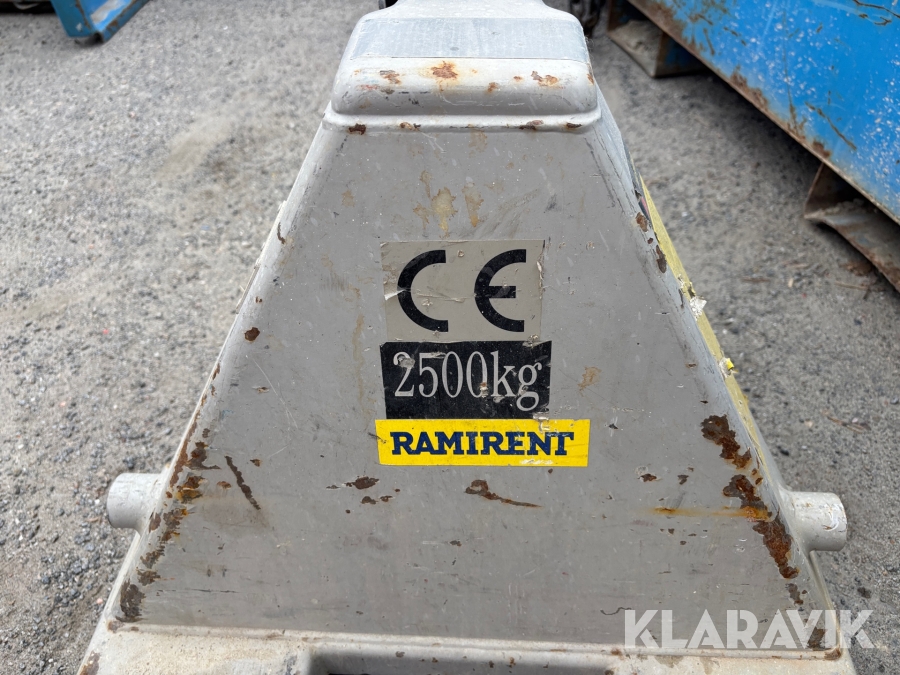 CE
2500kg
RAMIRENT
KLARAVIK